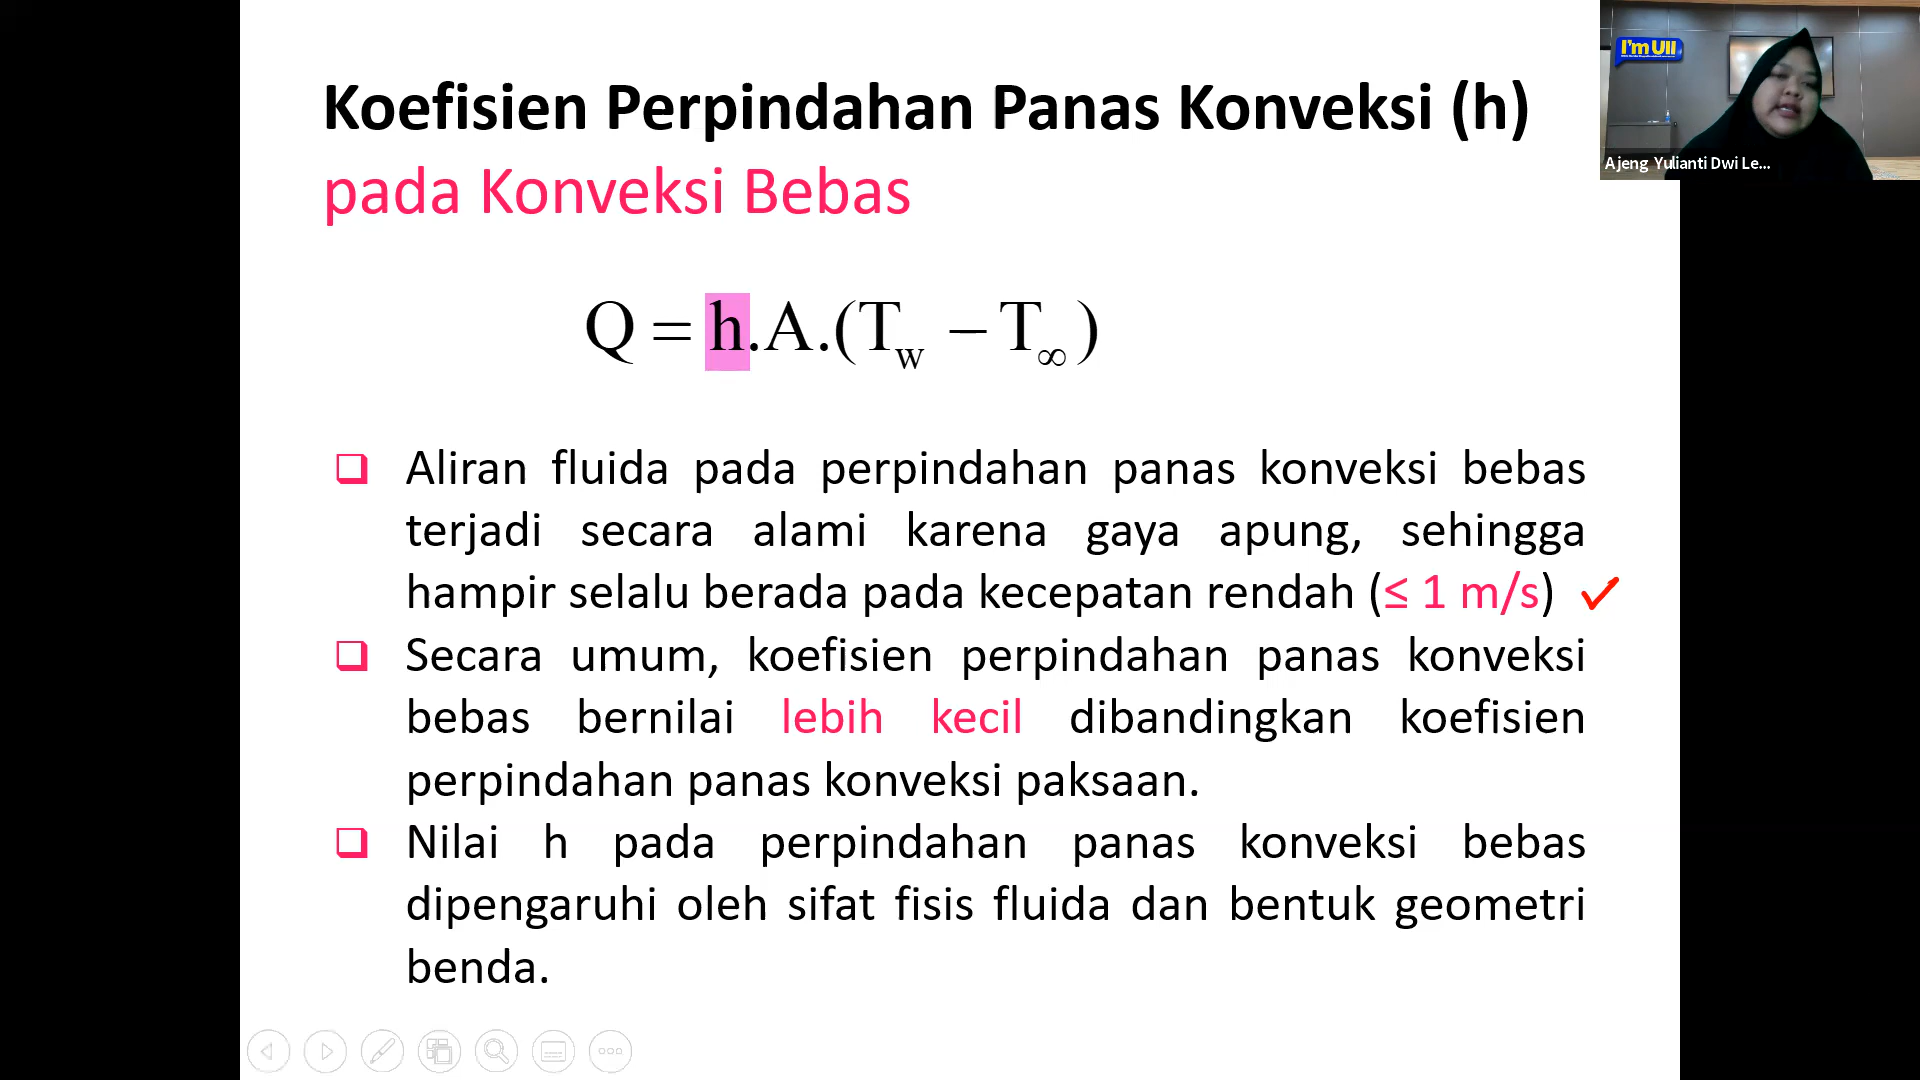 Koefisien Perpindahan Panas Konveksi (h)
pada Konveksi Bebas
I'm UII
Ajeng Yulianti Dwi Le...
Q = h.A.(T_w − T_∞)
❑ Aliran fluida pada perpindahan panas konveksi bebas
terjadi secara alami karena gaya apung, sehingga
hampir selalu berada pada kecepatan rendah (≤ 1 m/s) ✓
❑ Secara umum, koefisien perpindahan panas konveksi
bebas bernilai lebih kecil dibandingkan koefisien
perpindahan panas konveksi paksaan.
❑ Nilai h pada perpindahan panas konveksi bebas
dipengaruhi oleh sifat fisis fluida dan bentuk geometri
benda.